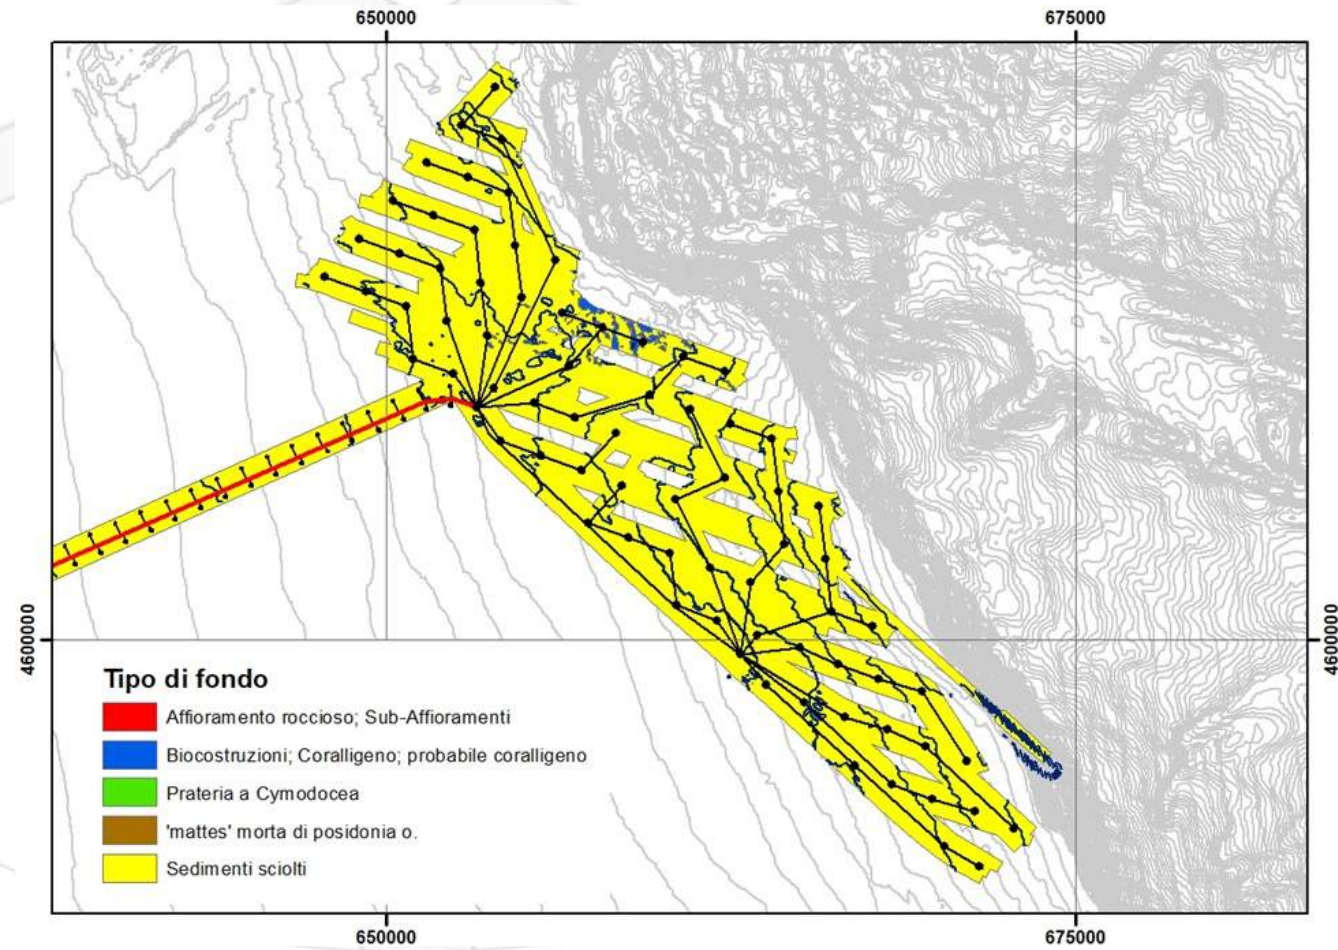 650000
675000
4600000
4600000
Tipo di fondo
Affioramento roccioso; Sub-Affioramenti
Biocostruzioni; Coralligeno; probabile coralligeno
Prateria a Cymodocea
'mattes' morta di posidonia o.
Sedimenti sciolti
650000
675000